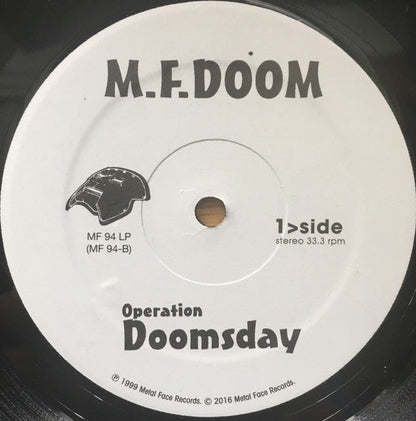 M.F.DOOM
MF 94 LP
(MF 94-B)
1>side
stereo 33.3 rpm
Operation
Doomsday
℗ 1999 Metal Face Records. © 2016 Metal Face Records.